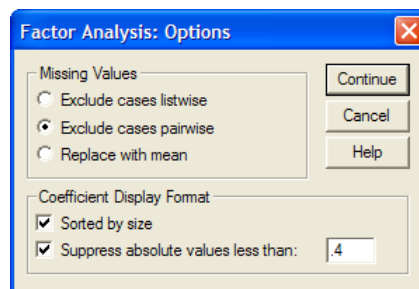 Factor Analysis: Options
Missing Values
Exclude cases listwise
Exclude cases pairwise
Replace with mean
Continue
Cancel
Help
Coefficient Display Format
Sorted by size
Suppress absolute values less than: .4